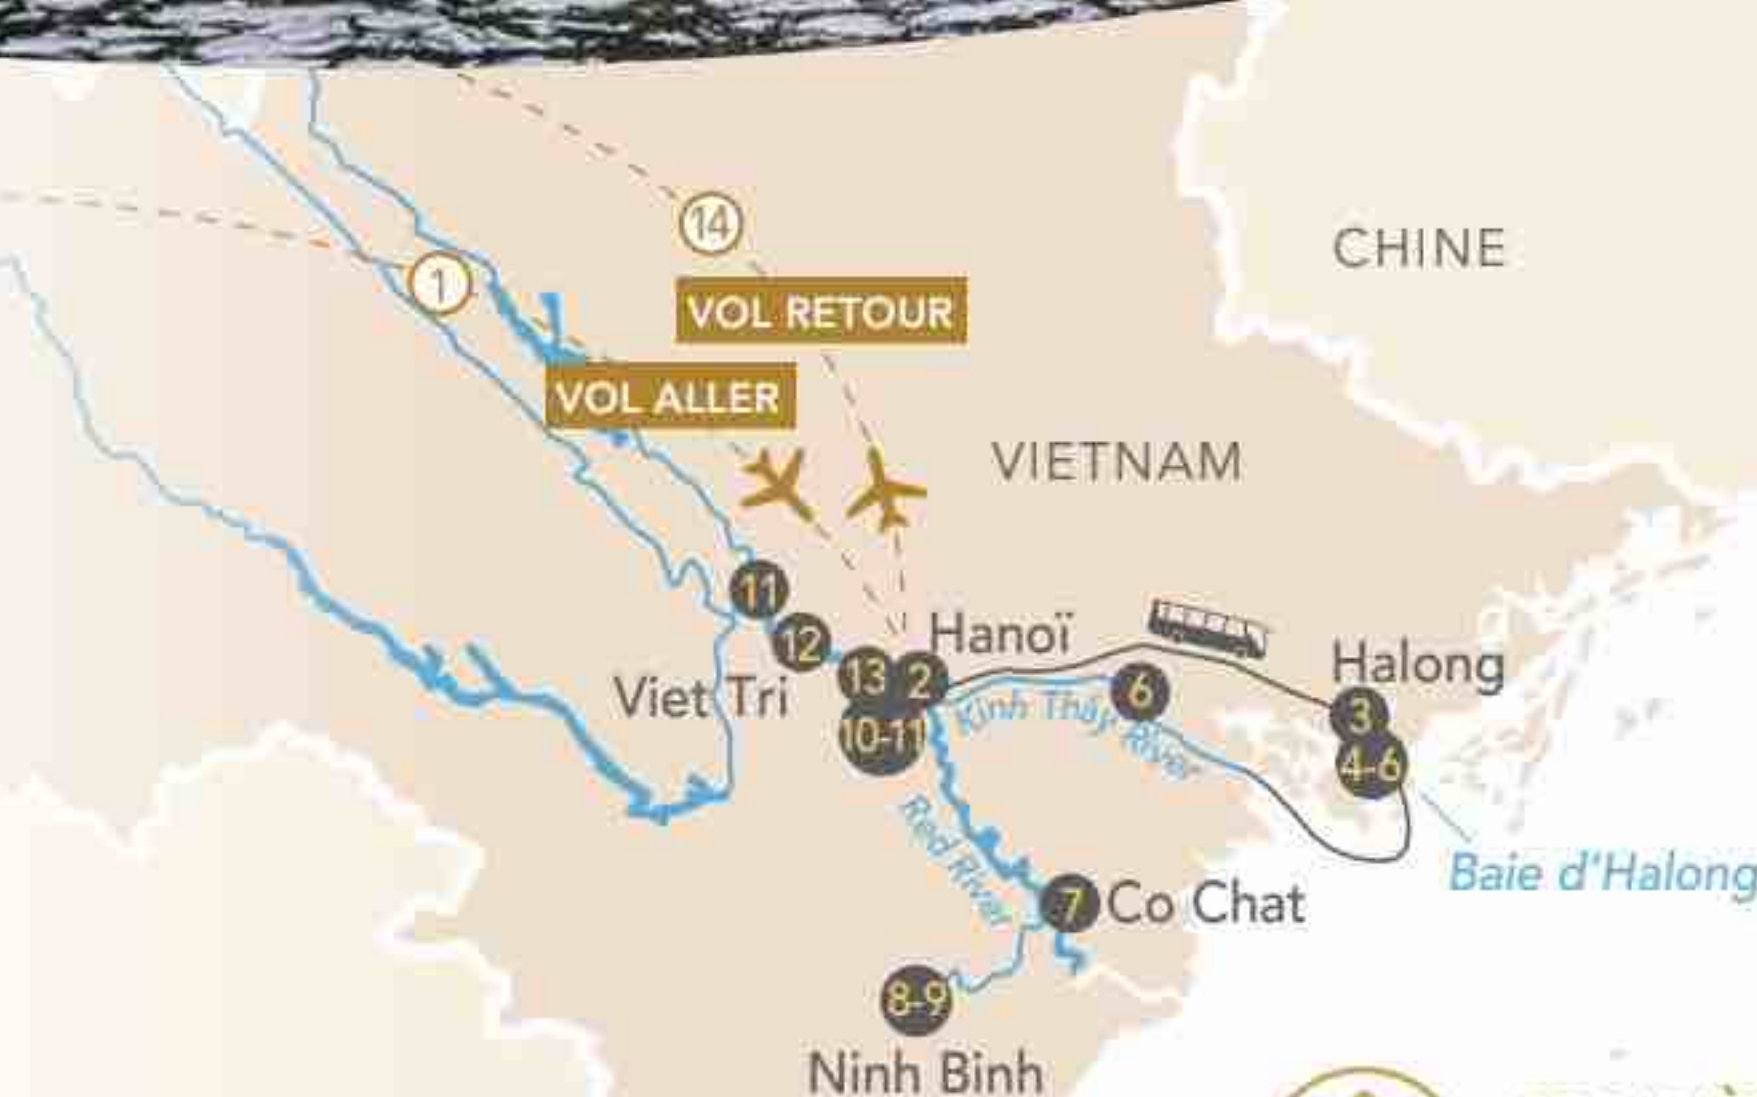 14
CHINE
1
VOL RETOUR
VOL ALLER
VIETNAM
11
12
Hanoï
13
2
Halong
Viet Tri
6
3
Kinh Thây River
10-11
4-6
Red River
Baie d'Halong
7
Co Chat
8-9
Ninh Binh